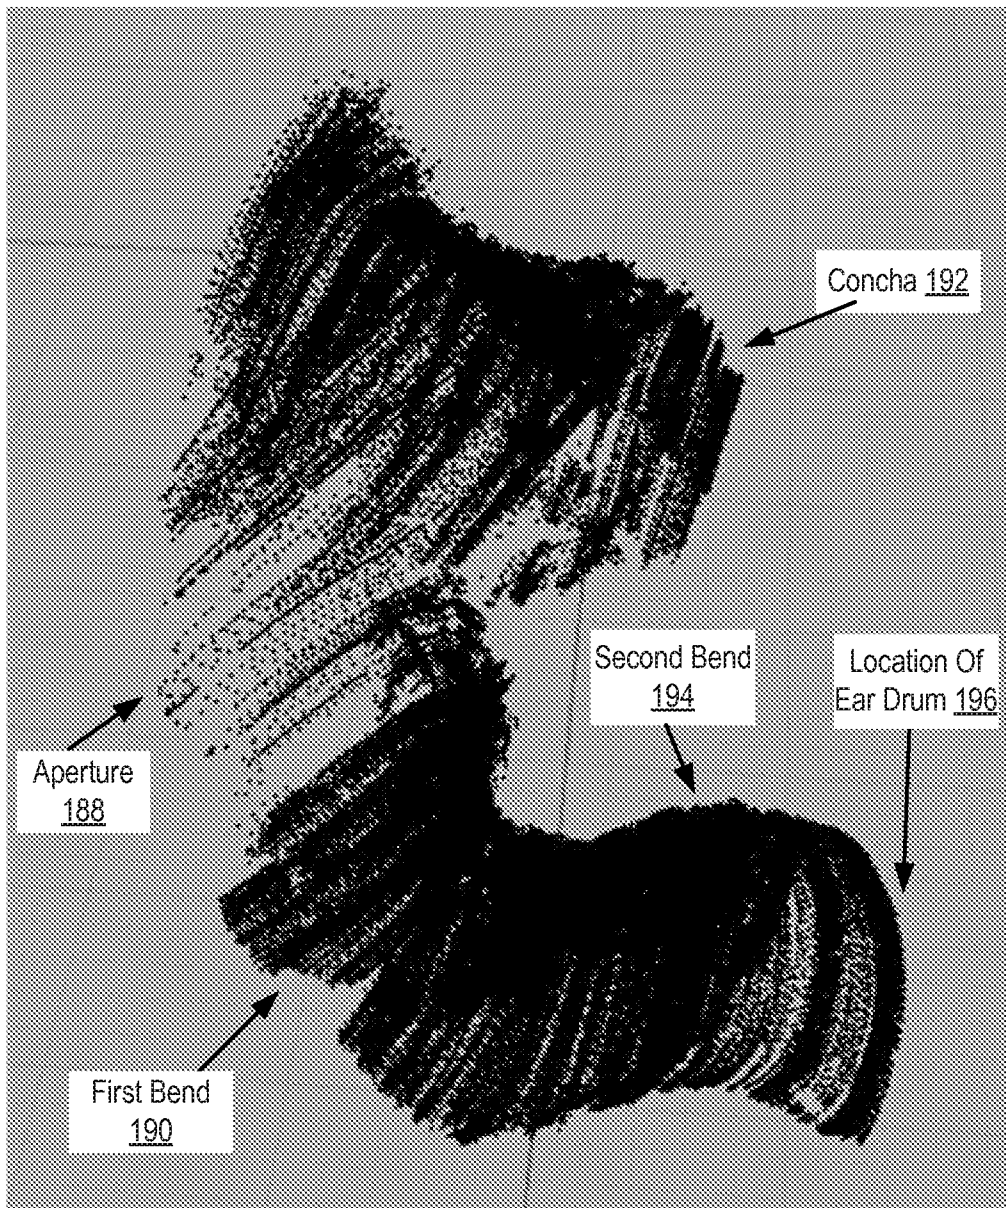 Concha 192
Second Bend
194
Location Of
Ear Drum 196
Aperture
188
First Bend
190